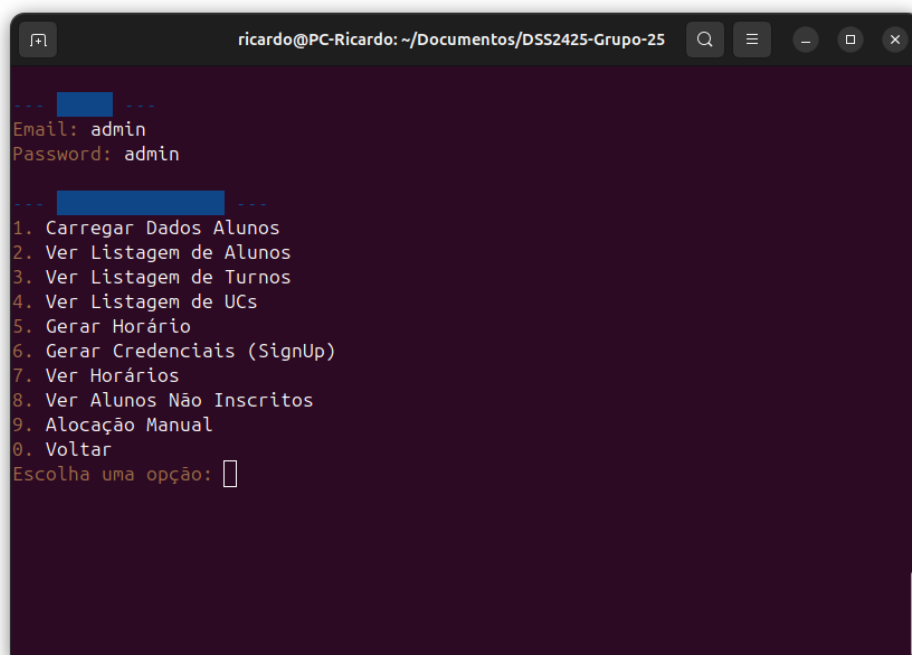 ricardo@PC-Ricardo: ~/Documentos/DSS2425-Grupo-25
--- ---
Email: admin
Password: admin
--- ---
1. Carregar Dados Alunos
2. Ver Listagem de Alunos
3. Ver Listagem de Turnos
4. Ver Listagem de UCs
5. Gerar Horário
6. Gerar Credenciais (SignUp)
7. Ver Horários
8. Ver Alunos Não Inscritos
9. Alocação Manual
0. Voltar
Escolha uma opção: